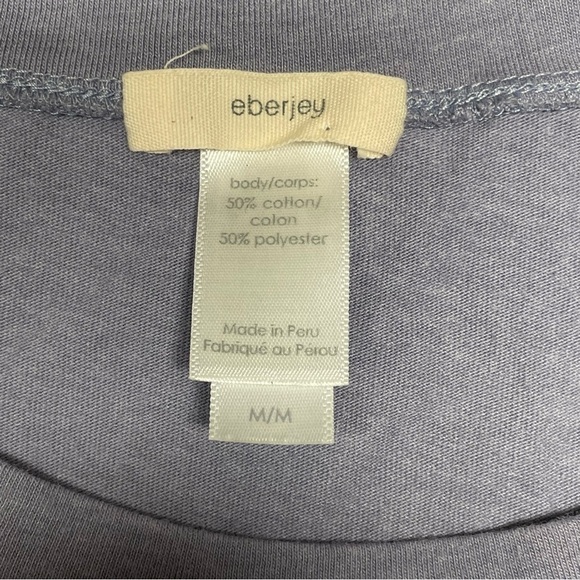 eberjey
body/corps:
50% cotton/
coton
50% polyester
Made in Peru
Fabriqué au Pérou
M/M